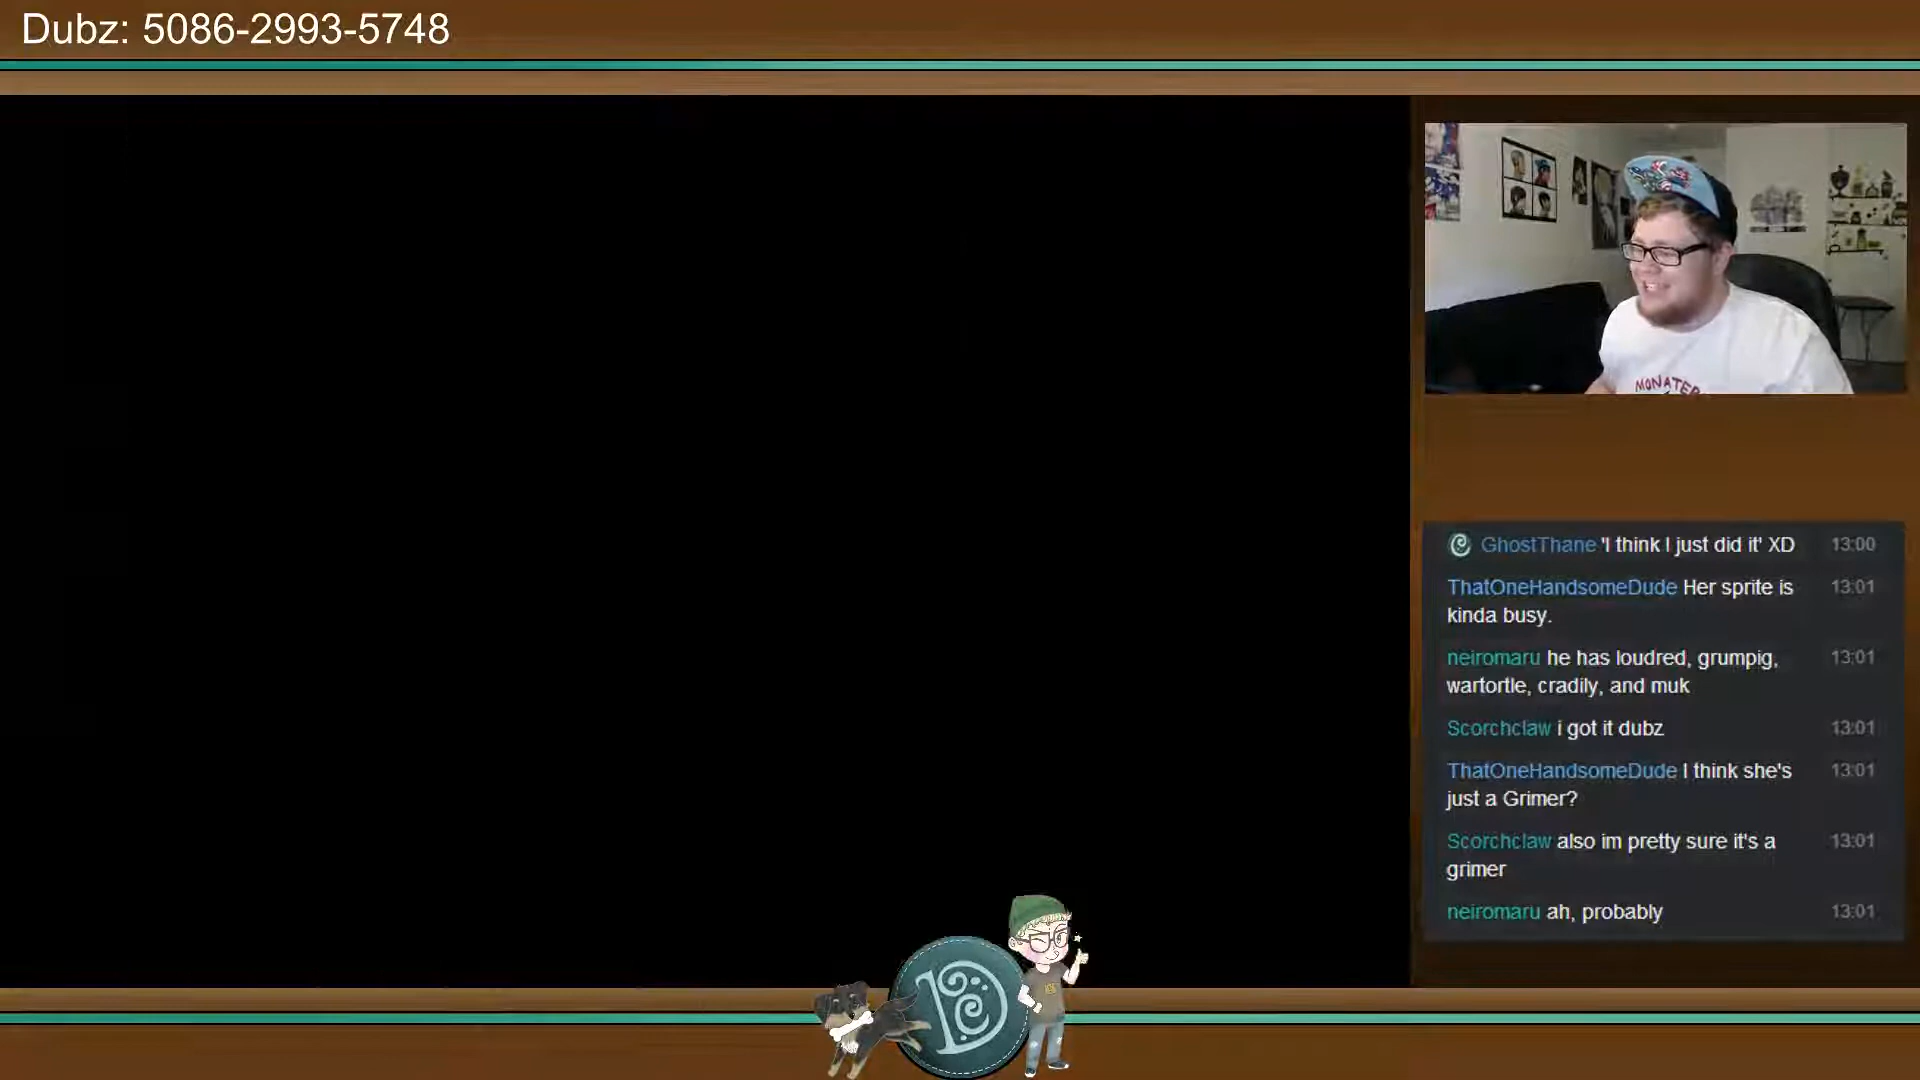 Dubz: 5086-2993-5748
MONATER
GhostThane 'I think I just did it' XD 13:00
ThatOneHandsomeDude Her sprite is 13:01
kinda busy.
neiromaru he has loudred, grumpig, 13:01
wartortle, cradily, and muk
Scorchclaw i got it dubz 13:01
ThatOneHandsomeDude I think she's 13:01
just a Grimer?
Scorchclaw also im pretty sure it's a 13:01
grimer
neiromaru ah, probably 13:01
D